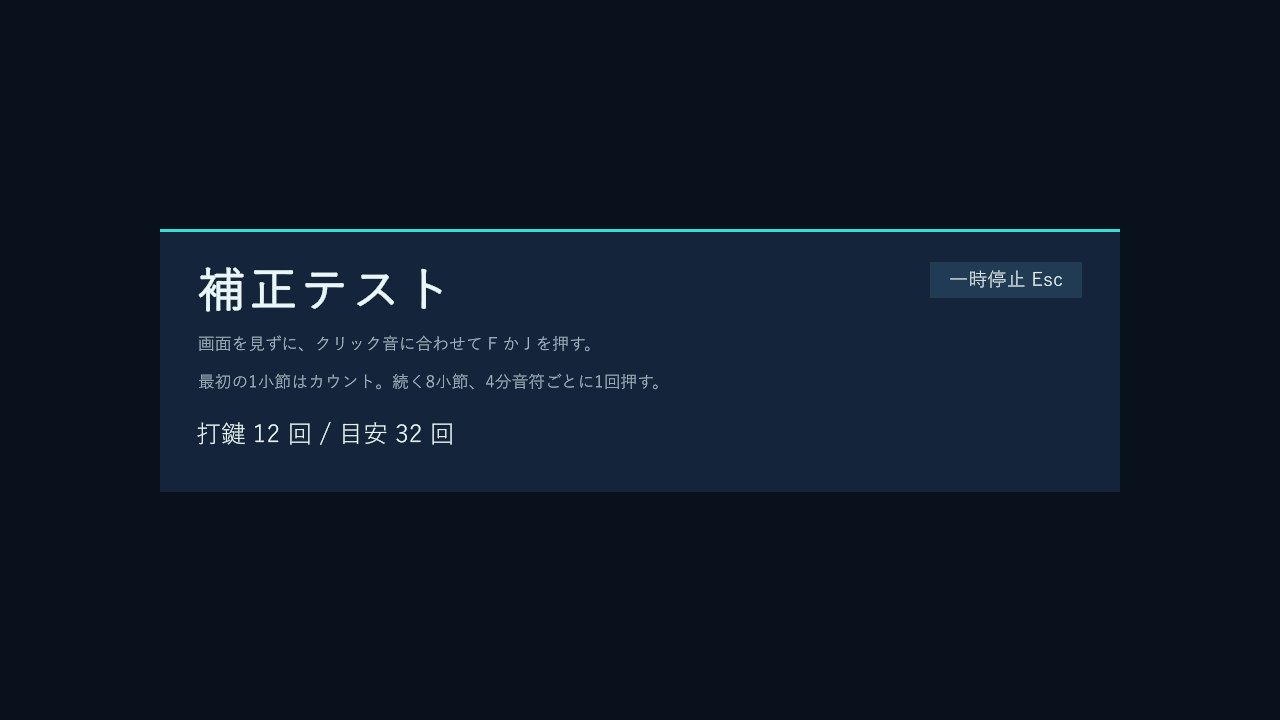 補正テスト
一時停止 Esc
画面を見ずに、クリック音に合わせて F か J を押す。
最初の1小節はカウント。続く8小節、4分音符ごとに1回押す。
打鍵 12 回 / 目安 32 回